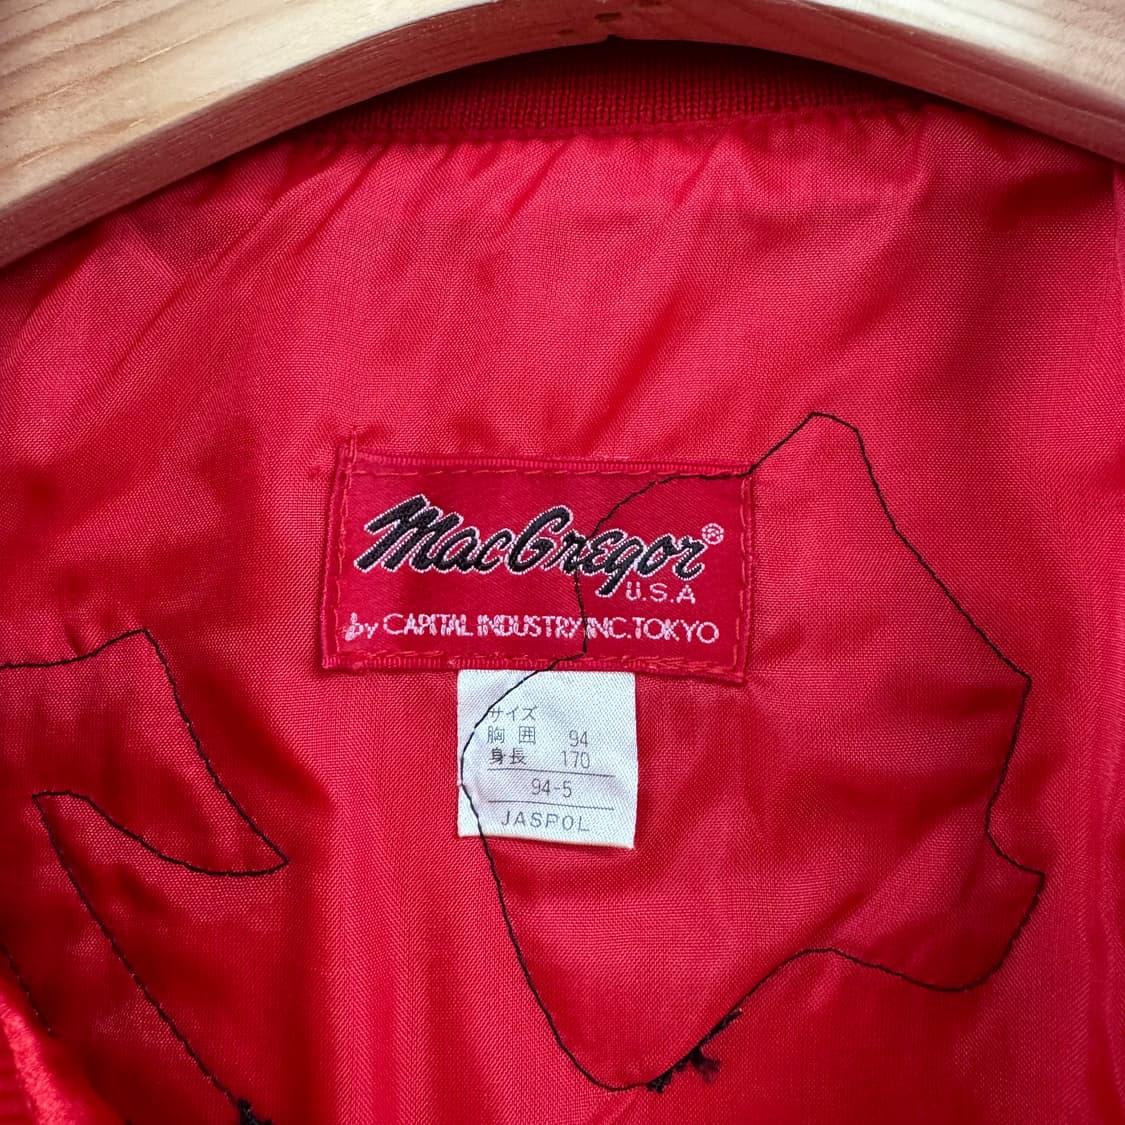 MacGregor®
U.S.A
by CAPITAL INDUSTRY INC. TOKYO
サイズ
胸囲 94
身長 170
94-5
JASPOL